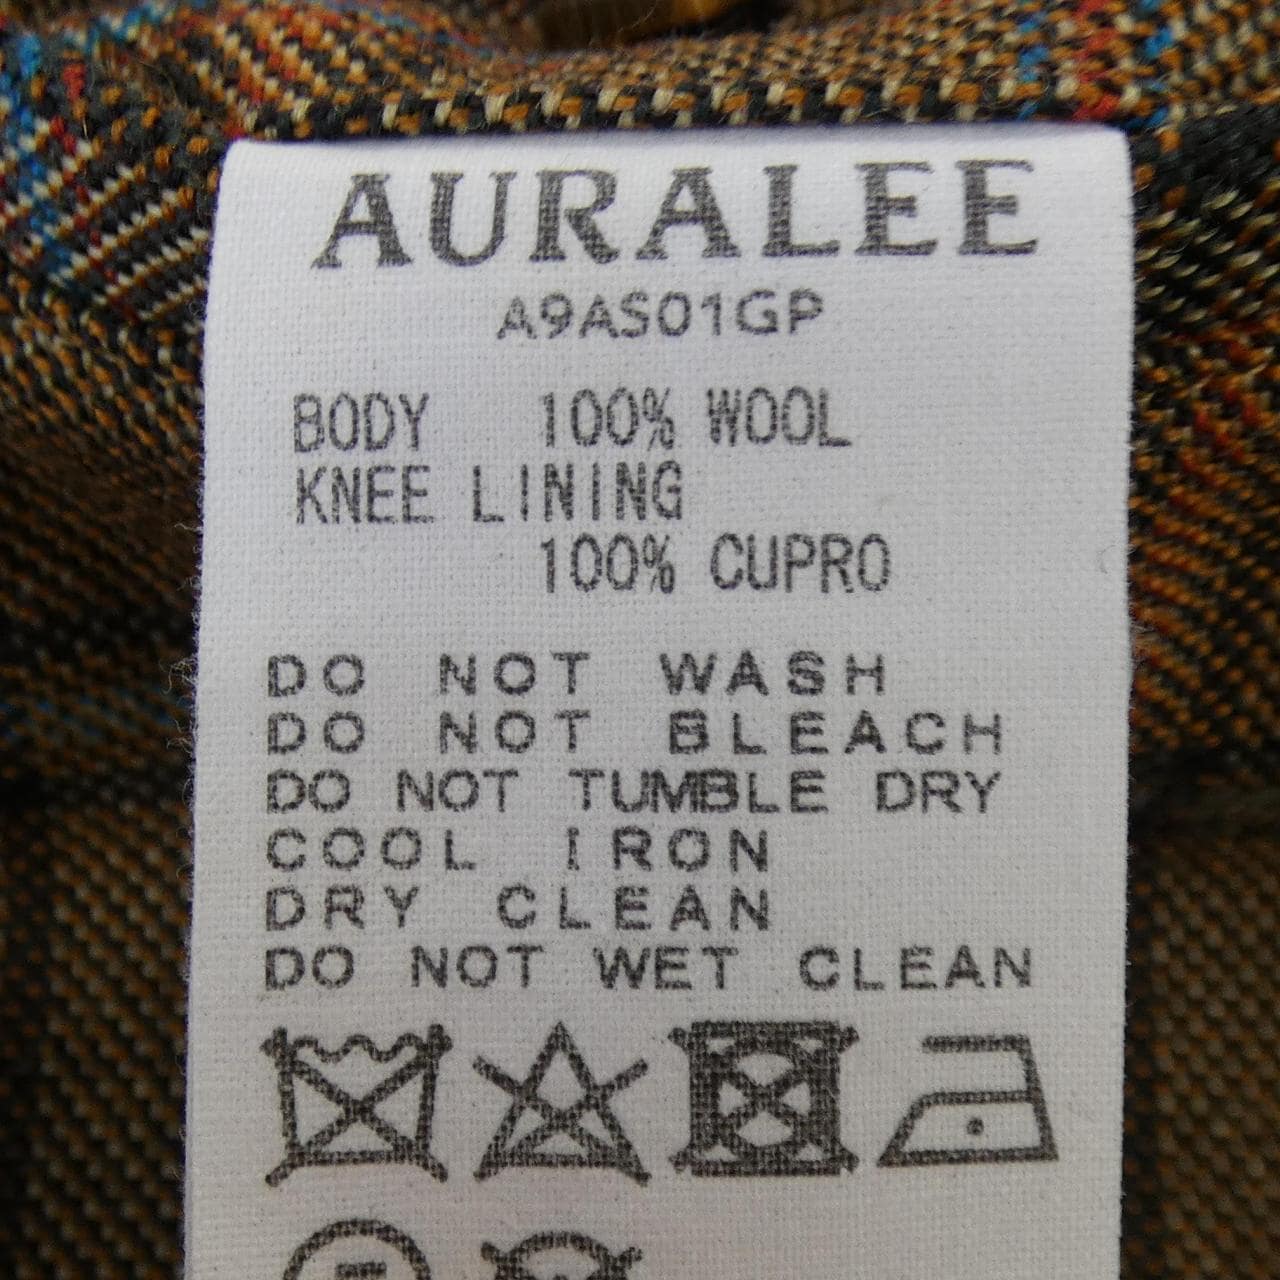 AURALEE
A9AS01GP
BODY 100% WOOL
KNEE LINING
100% CUPRO
DO NOT WASH
DO NOT BLEACH
DO NOT TUMBLE DRY
COOL IRON
DRY CLEAN
DO NOT WET CLEAN